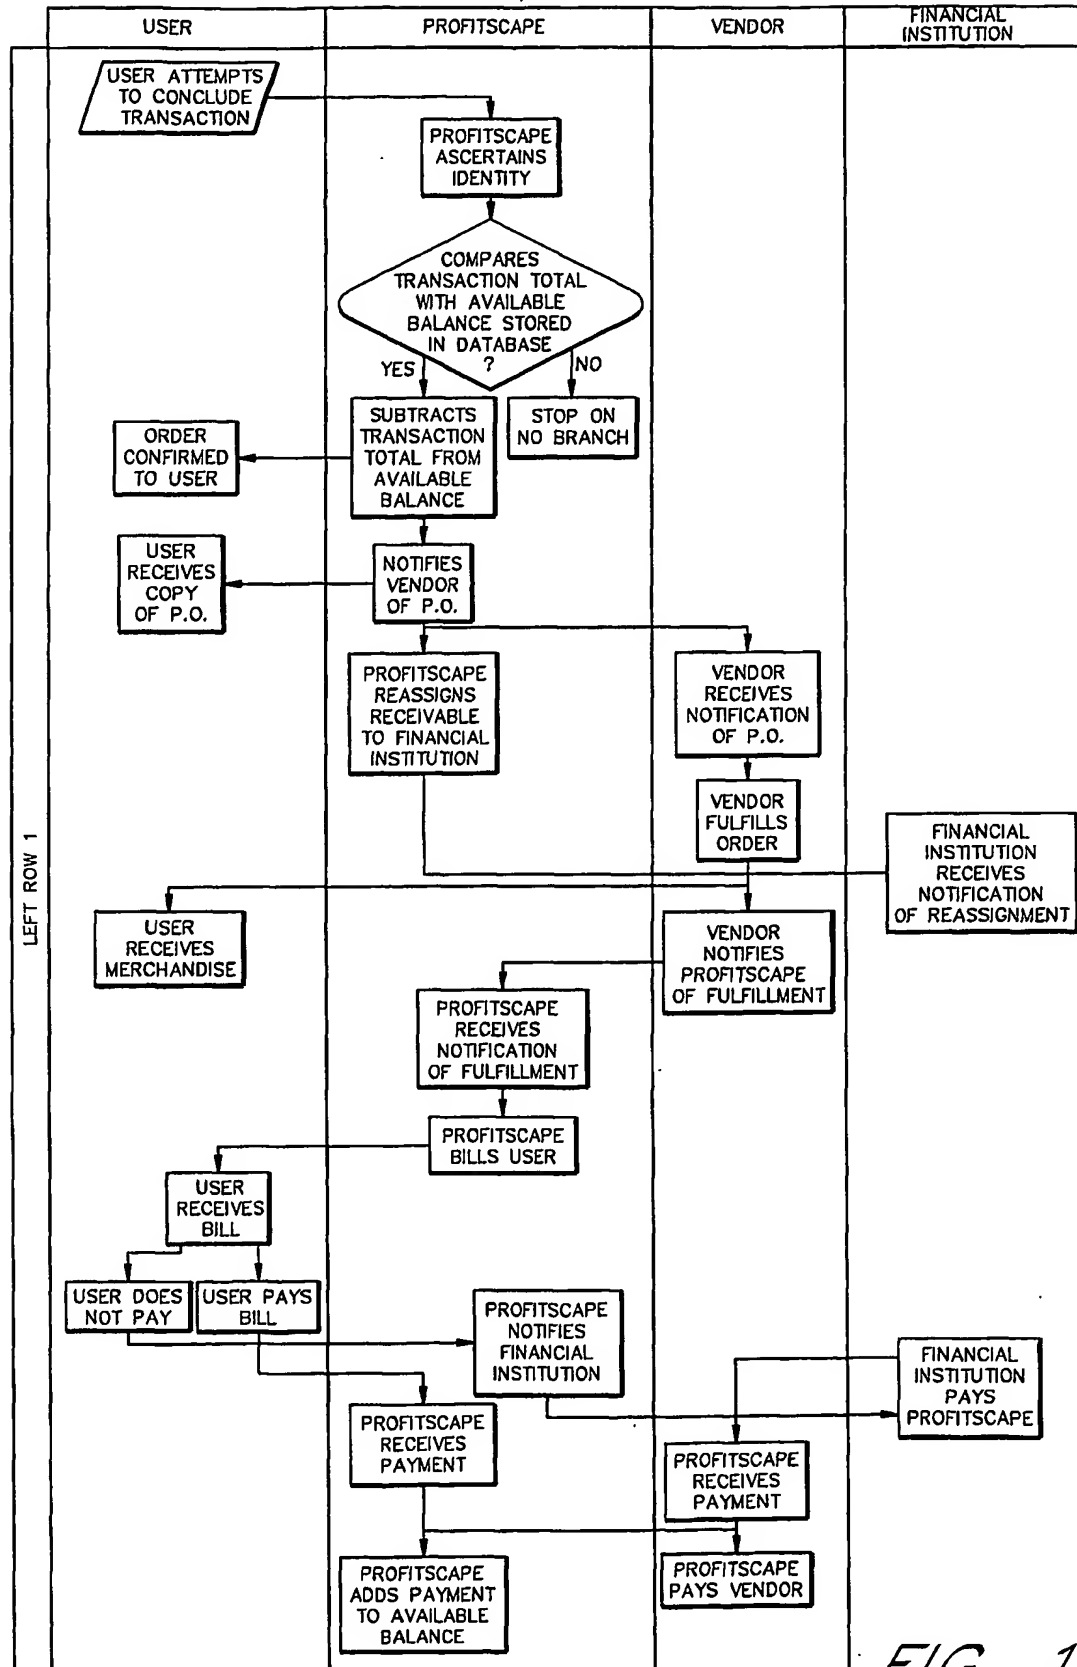 USER
PROFITSCAPE
VENDOR
FINANCIAL
INSTITUTION
USER ATTEMPTS
TO CONCLUDE
TRANSACTION
PROFITSCAPE
ASCERTAINS
IDENTITY
COMPARES
TRANSACTION TOTAL
WITH AVAILABLE
BALANCE STORED
IN DATABASE
?
YES
NO
SUBTRACTS
TRANSACTION
TOTAL FROM
AVAILABLE
BALANCE
STOP ON
NO BRANCH
ORDER
CONFIRMED
TO USER
USER
RECEIVES
COPY
OF P.O.
NOTIFIES
VENDOR
OF P.O.
PROFITSCAPE
REASSIGNS
RECEIVABLE
TO FINANCIAL
INSTITUTION
VENDOR
RECEIVES
NOTIFICATION
OF P.O.
VENDOR
FULFILLS
ORDER
FINANCIAL
INSTITUTION
RECEIVES
NOTIFICATION
OF REASSIGNMENT
LEFT ROW 1
USER
RECEIVES
MERCHANDISE
VENDOR
NOTIFIES
PROFITSCAPE
OF FULFILLMENT
PROFITSCAPE
RECEIVES
NOTIFICATION
OF FULFILLMENT
PROFITSCAPE
BILLS USER
USER
RECEIVES
BILL
USER DOES
NOT PAY
USER PAYS
BILL
PROFITSCAPE
NOTIFIES
FINANCIAL
INSTITUTION
FINANCIAL
INSTITUTION
PAYS
PROFITSCAPE
PROFITSCAPE
RECEIVES
PAYMENT
PROFITSCAPE
RECEIVES
PAYMENT
PROFITSCAPE
ADDS PAYMENT
TO AVAILABLE
BALANCE
PROFITSCAPE
PAYS VENDOR
FIG. 1